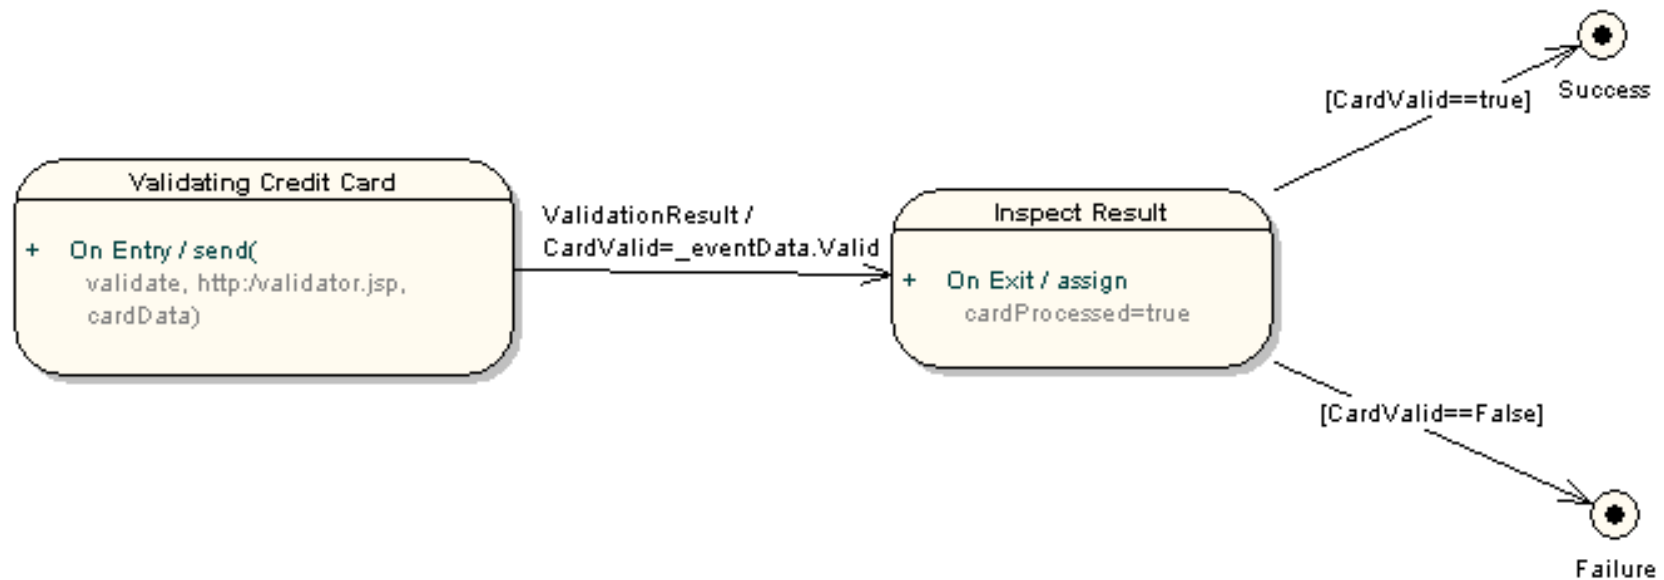 Validating Credit Card
+ On Entry / send(
validate, http:/validator.jsp,
cardData)
ValidationResult /
CardValid=_eventData.Valid
Inspect Result
+ On Exit / assign
cardProcessed=true
[CardValid==true]
Success
[CardValid==False]
Failure